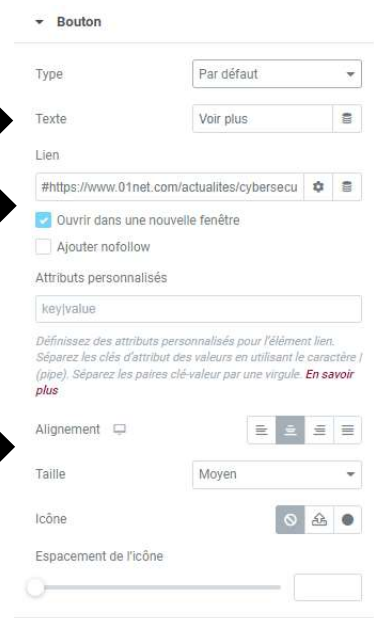 Bouton
Type
Par défaut
Texte
Voir plus
Lien
#https://www.01net.com/actualites/cybersecu
Ouvrir dans une nouvelle fenêtre
Ajouter nofollow
Attributs personnalisés
key|value
Définissez des attributs personnalisés pour l'élément lien.
Séparez les clés d'attribut des valeurs en utilisant le caractère |
(pipe). Séparez les paires clé-valeur par une virgule. En savoir
plus
Alignement
Taille
Moyen
Icône
Espacement de l'icône